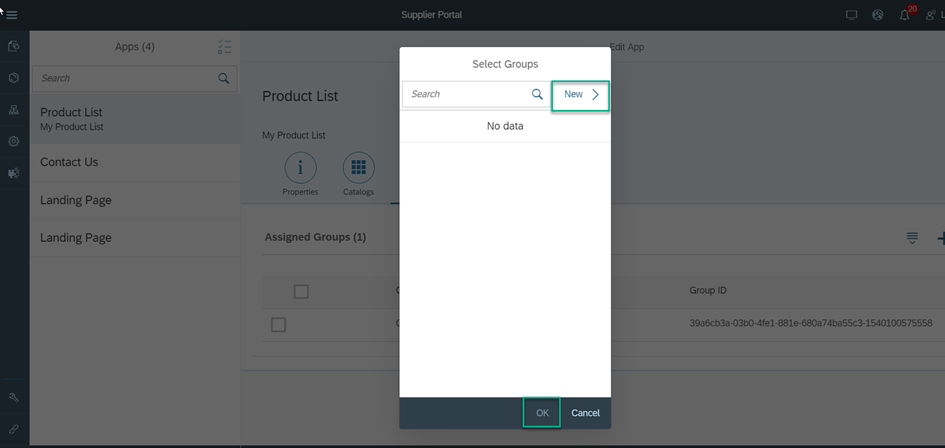 Supplier Portal
20
Apps (4)
Edit App
Search
Product List
My Product List
Contact Us
Landing Page
Landing Page
Product List
My Product List
Properties
Catalogs
Assigned Groups (1)
Group ID
39a6cb3a-03b0-4fe1-881e-680a74ba55c3-1540100575558
Select Groups
Search
New
No data
OK
Cancel